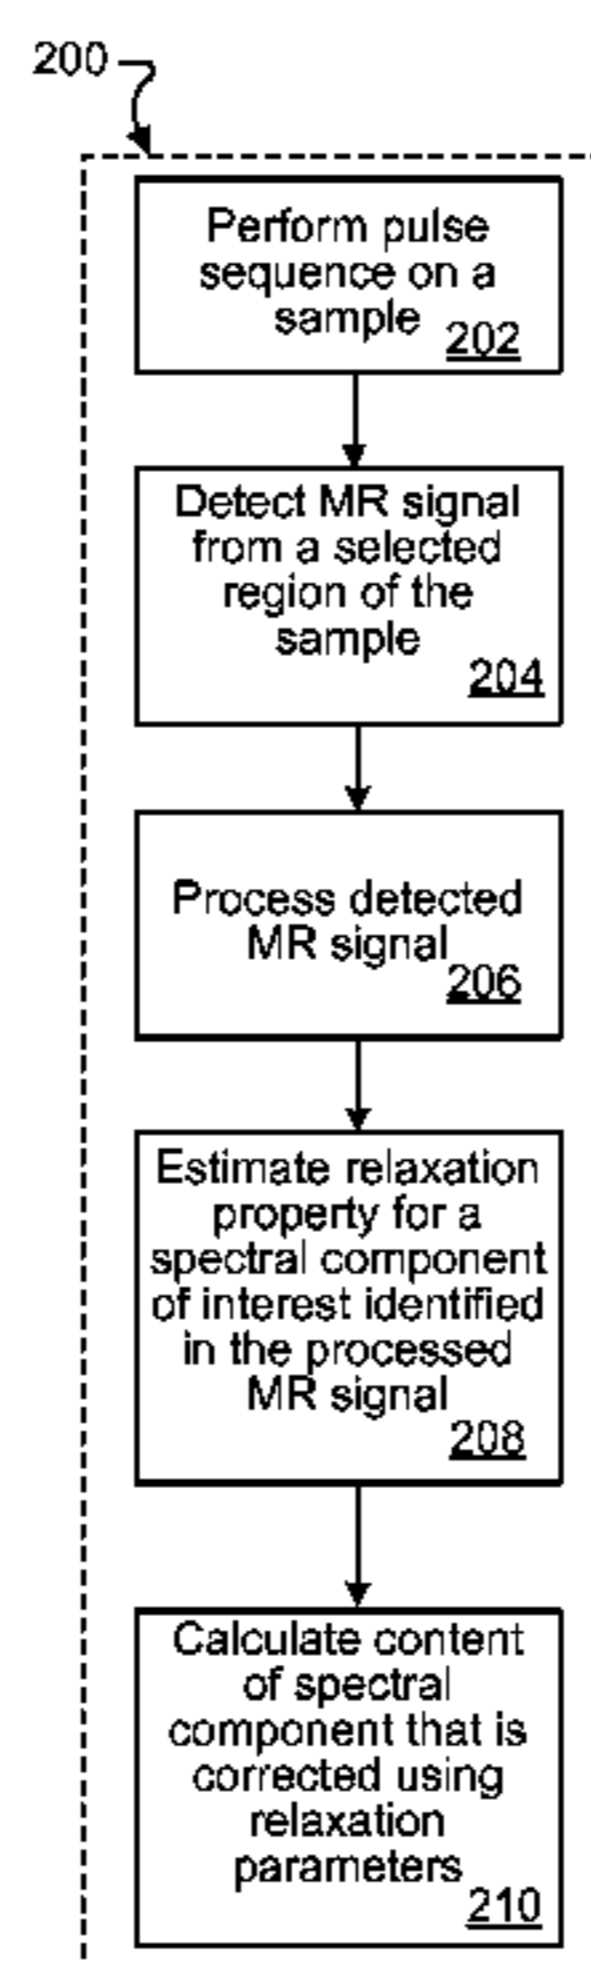 200
Perform pulse
sequence on a
sample
202
Detect MR signal
from a selected
region of the
sample
204
Process detected
MR signal
206
Estimate relaxation
property for a
spectral component
of interest identified
in the processed
MR signal
208
Calculate content
of spectral
component that is
corrected using
relaxation
parameters
210